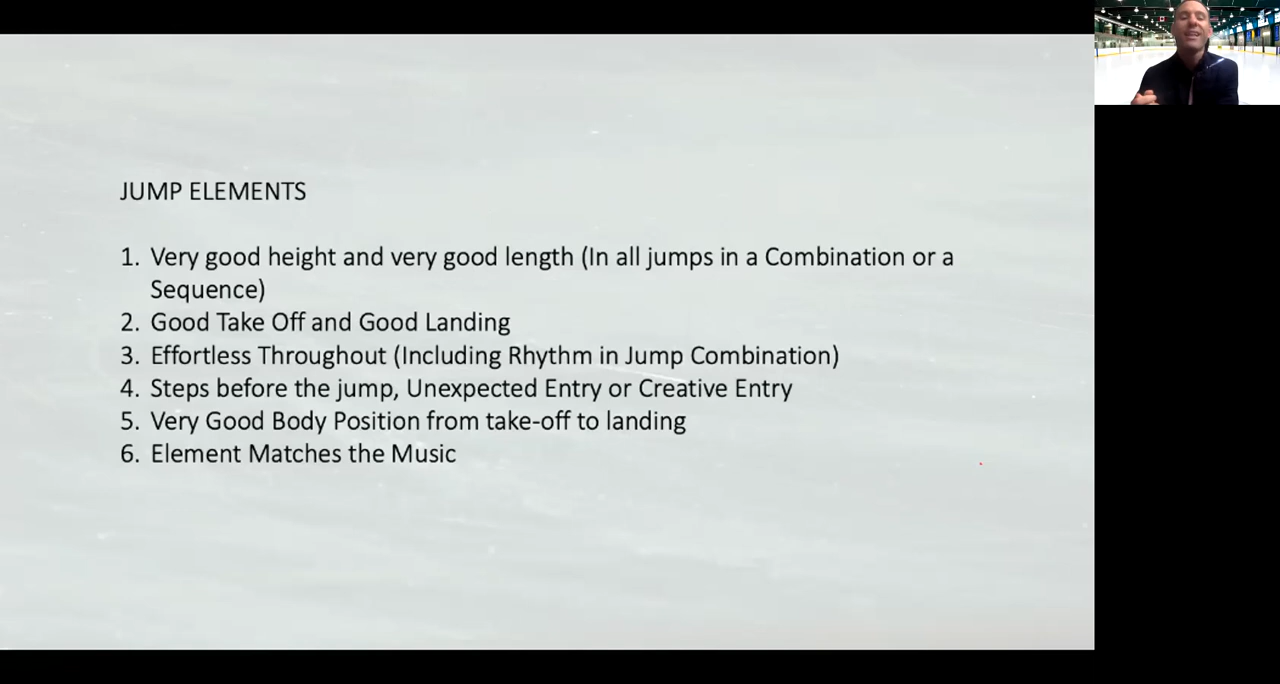 JUMP ELEMENTS
1. Very good height and very good length (In all jumps in a Combination or a
Sequence)
2. Good Take Off and Good Landing
3. Effortless Throughout (Including Rhythm in Jump Combination)
4. Steps before the jump, Unexpected Entry or Creative Entry
5. Very Good Body Position from take-off to landing
6. Element Matches the Music